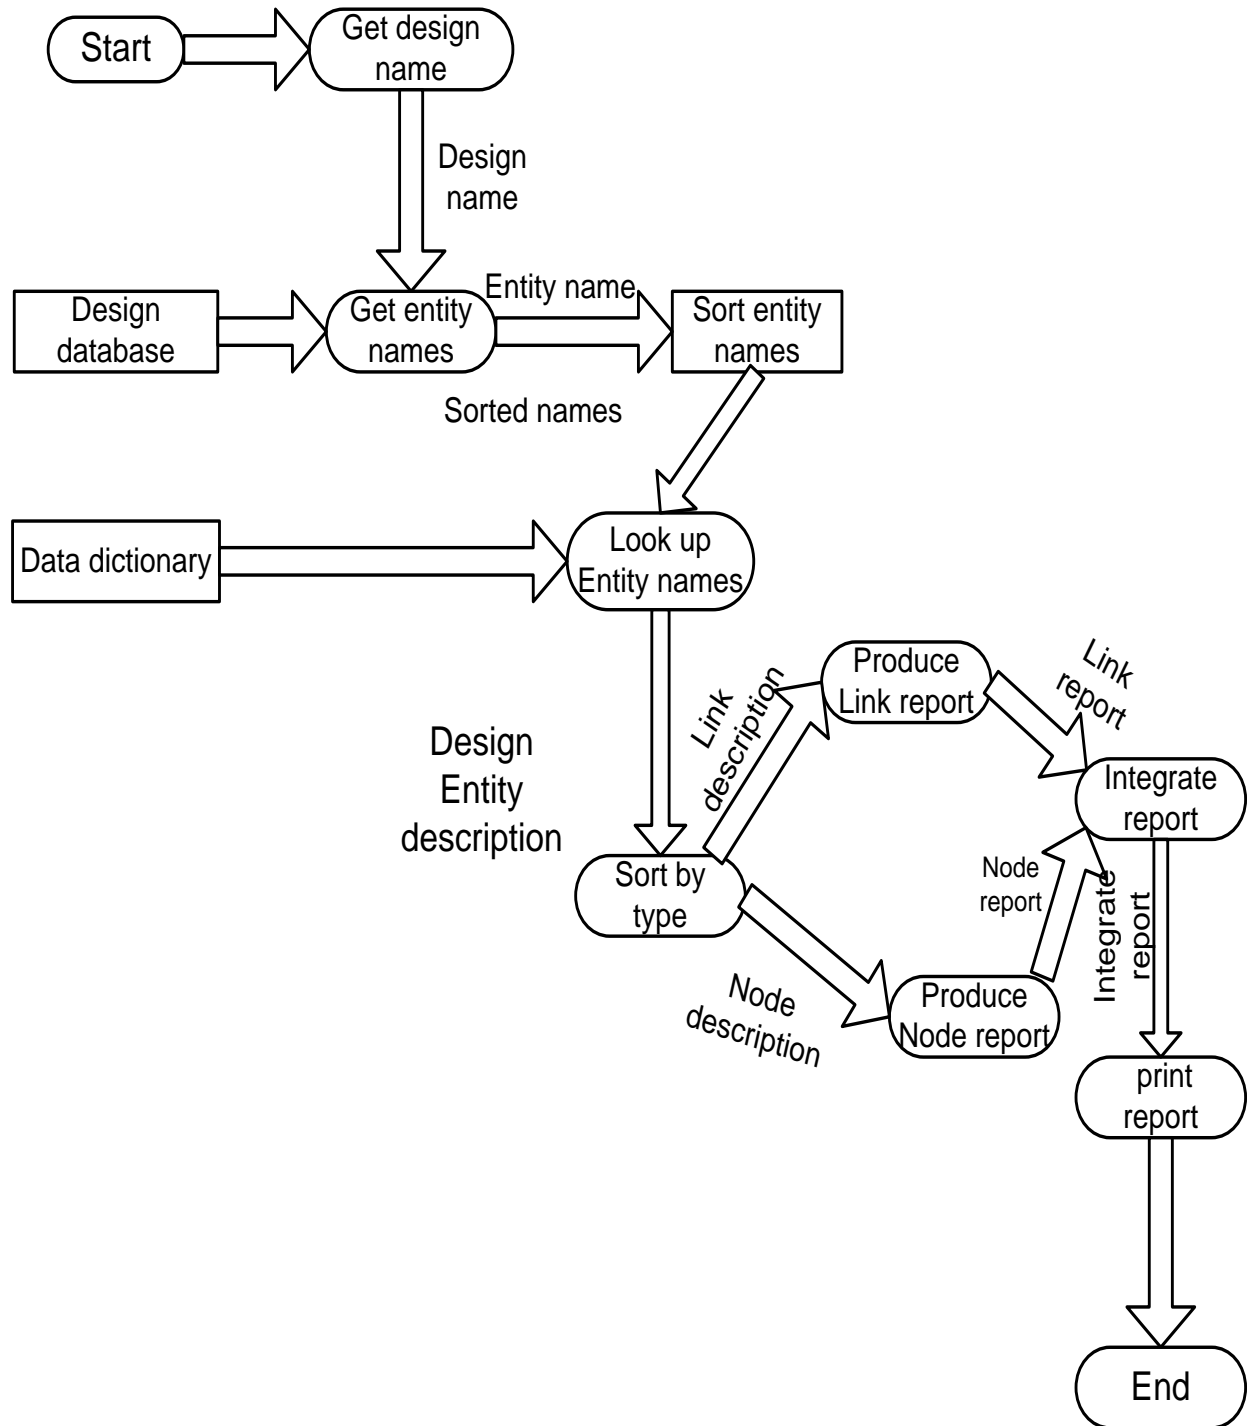 Start
Get design
name
Design
name
Design
database
Get entity
names
Entity name
Sort entity
names
Sorted names
Data dictionary
Look up
Entity names
Design
Entity
description
Sort by
type
Link
description
Produce
Link report
Link
report
Node
description
Produce
Node report
Node
report
Integrate
report
Integrate
report
print
report
End